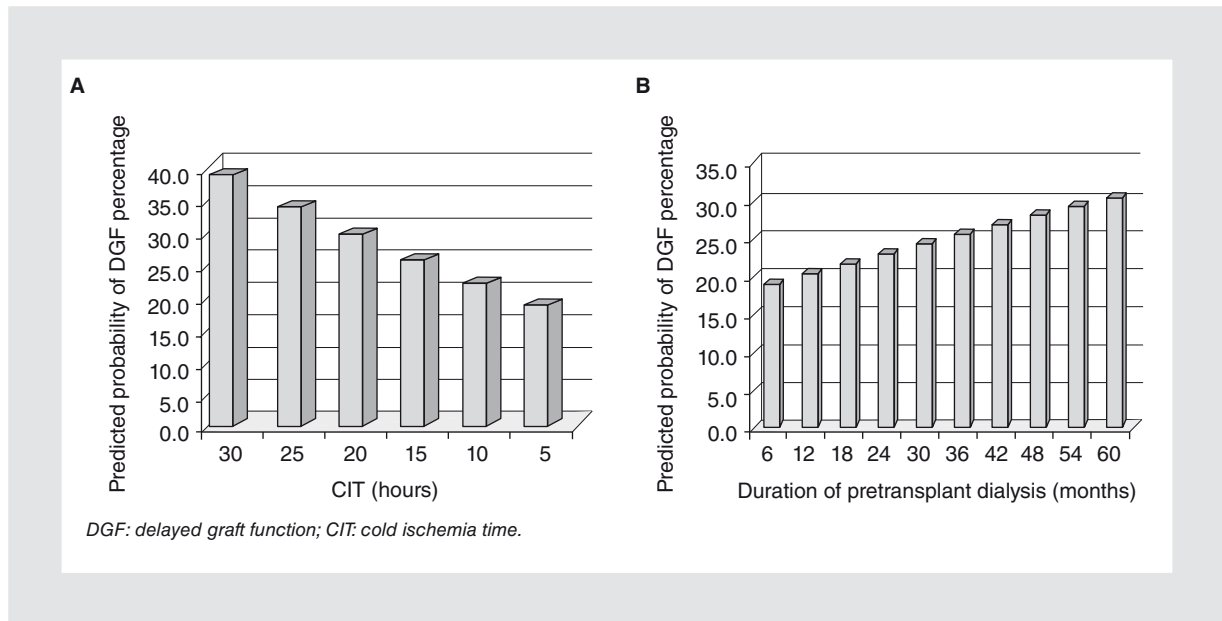 A
Predicted probability of DGF percentage
40.0
35.0
30.0
25.0
20.0
15.0
10.0
5.0
0.0
30 25 20 15 10 5
CIT (hours)
B
Predicted probability of DGF percentage
35.0
30.0
25.0
20.0
15.0
10.0
5.0
0.0
6 12 18 24 30 36 42 48 54 60
Duration of pretransplant dialysis (months)
DGF: delayed graft function; CIT: cold ischemia time.